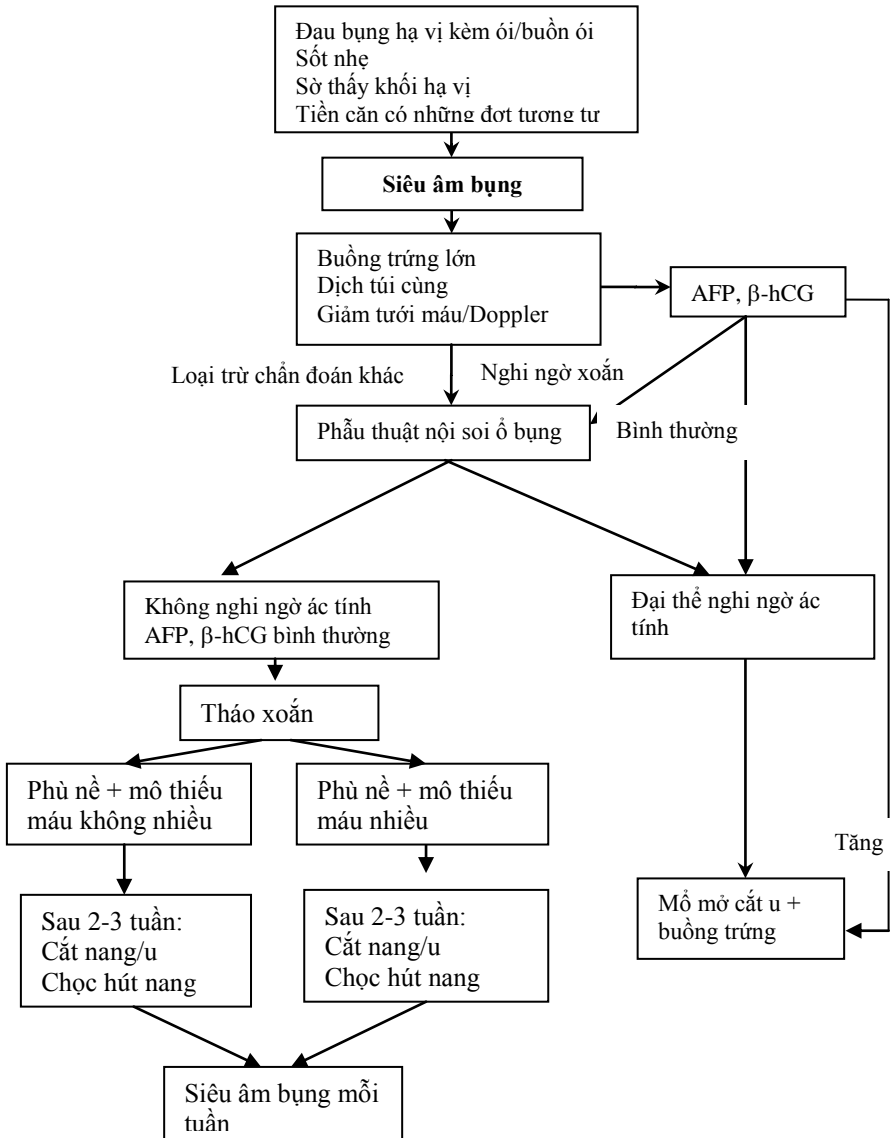 Đau bụng hạ vị kèm ói/buồn ói
Sốt nhẹ
Sờ thấy khối hạ vị
Tiền căn có những đợt tương tự
Siêu âm bụng
Buồng trứng lớn
Dịch túi cùng
Giảm tưới máu/Doppler
AFP, β-hCG
Loại trừ chẩn đoán khác
Nghi ngờ xoắn
Phẫu thuật nội soi ổ bụng
Bình thường
Không nghi ngờ ác tính
AFP, β-hCG bình thường
Đại thể nghi ngờ ác
tính
Tháo xoắn
Phù nề + mô thiếu
máu không nhiều
Phù nề + mô thiếu
máu nhiều
Tăng
Sau 2-3 tuần:
Cắt nang/u
Chọc hút nang
Sau 2-3 tuần:
Cắt nang/u
Chọc hút nang
Mổ mở cắt u +
buồng trứng
Siêu âm bụng mỗi
tuần